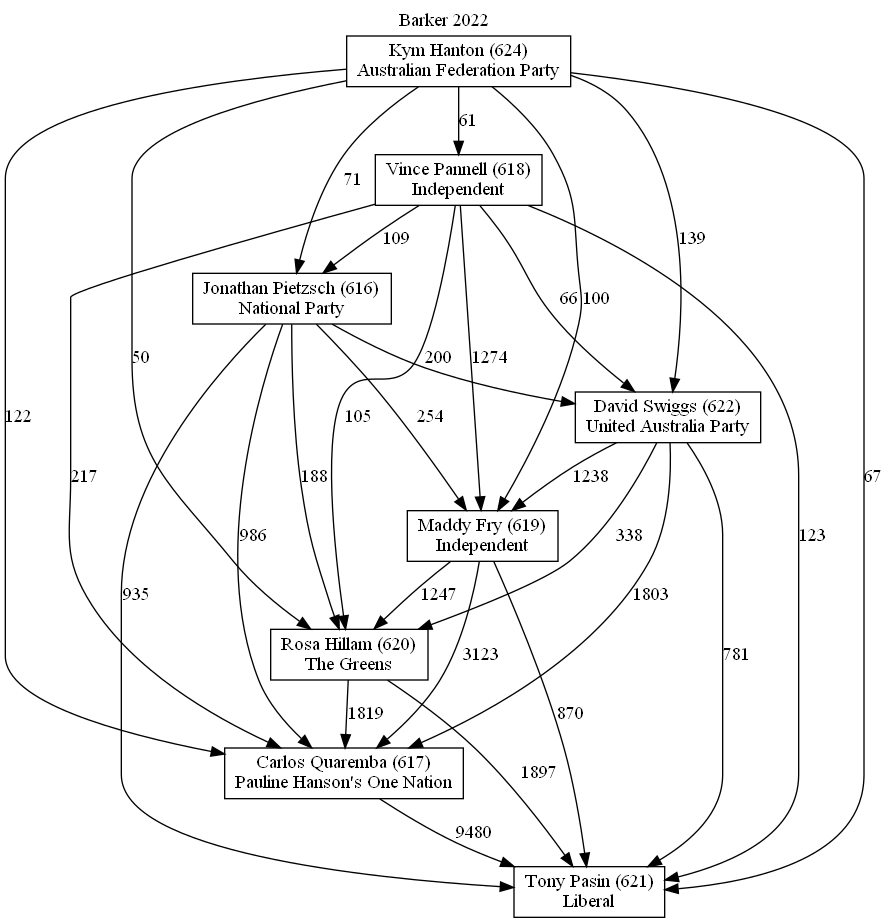 Barker 2022
Kym Hanton (624)
Australian Federation Party
61
Vince Pannell (618)
Independent
71
139
109
Jonathan Pietzsch (616)
National Party
66
100
50
200
1274
David Swiggs (622)
United Australia Party
122
105
254
217
188
1238
67
Maddy Fry (619)
Independent
986
338
123
935
1247
1803
Rosa Hillam (620)
The Greens
3123
781
1819
870
Carlos Quaremba (617)
Pauline Hanson's One Nation
1897
9480
Tony Pasin (621)
Liberal